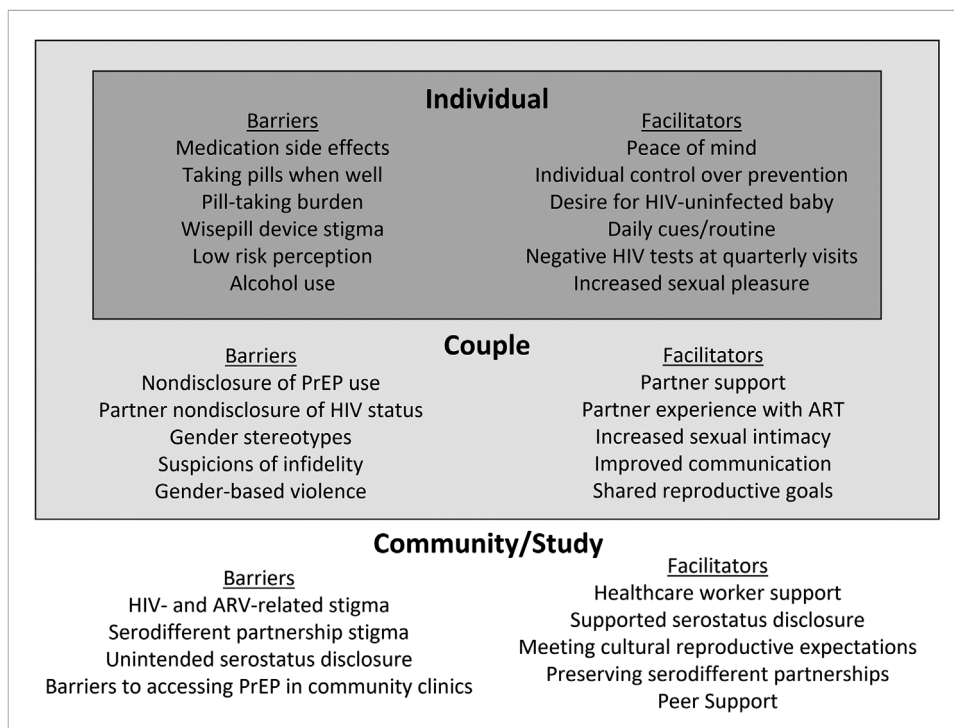 Individual
Barriers
Medication side effects
Taking pills when well
Pill-taking burden
Wisepill device stigma
Low risk perception
Alcohol use
Facilitators
Peace of mind
Individual control over prevention
Desire for HIV-uninfected baby
Daily cues/routine
Negative HIV tests at quarterly visits
Increased sexual pleasure
Couple
Barriers
Nondisclosure of PrEP use
Partner nondisclosure of HIV status
Gender stereotypes
Suspicions of infidelity
Gender-based violence
Facilitators
Partner support
Partner experience with ART
Increased sexual intimacy
Improved communication
Shared reproductive goals
Community/Study
Barriers
HIV- and ARV-related stigma
Serodifferent partnership stigma
Unintended serostatus disclosure
Barriers to accessing PrEP in community clinics
Facilitators
Healthcare worker support
Supported serostatus disclosure
Meeting cultural reproductive expectations
Preserving serodifferent partnerships
Peer Support